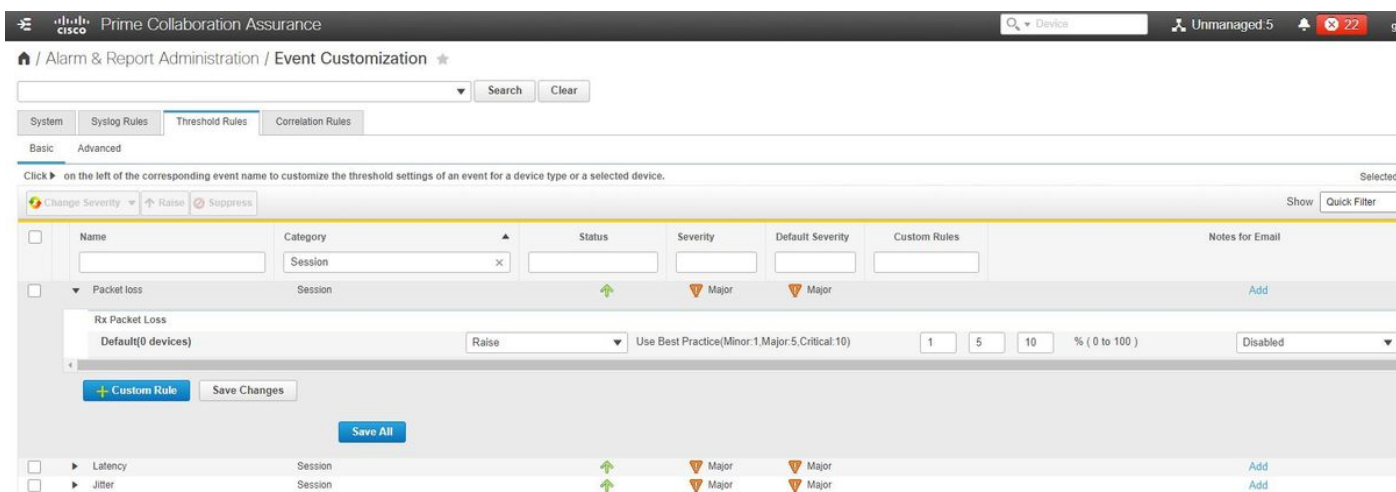 cisco Prime Collaboration Assurance Device Unmanaged:5 22
/ Alarm & Report Administration / Event Customization
Search Clear
System Syslog Rules Threshold Rules Correlation Rules
Basic Advanced
Click on the left of the corresponding event name to customize the threshold settings of an event for a device type or a selected device. Selected
Change Severity Raise Suppress Show Quick Filter
Name Category Status Severity Default Severity Custom Rules Notes for Email
Session
Packet loss Session Major Major Add
Rx Packet Loss
Default(0 devices) Raise Use Best Practice(Minor:1,Major:5,Critical:10) 1 5 10 % ( 0 to 100 ) Disabled
Custom Rule Save Changes
Save All
Latency Session Major Major Add
Jitter Session Major Major Add